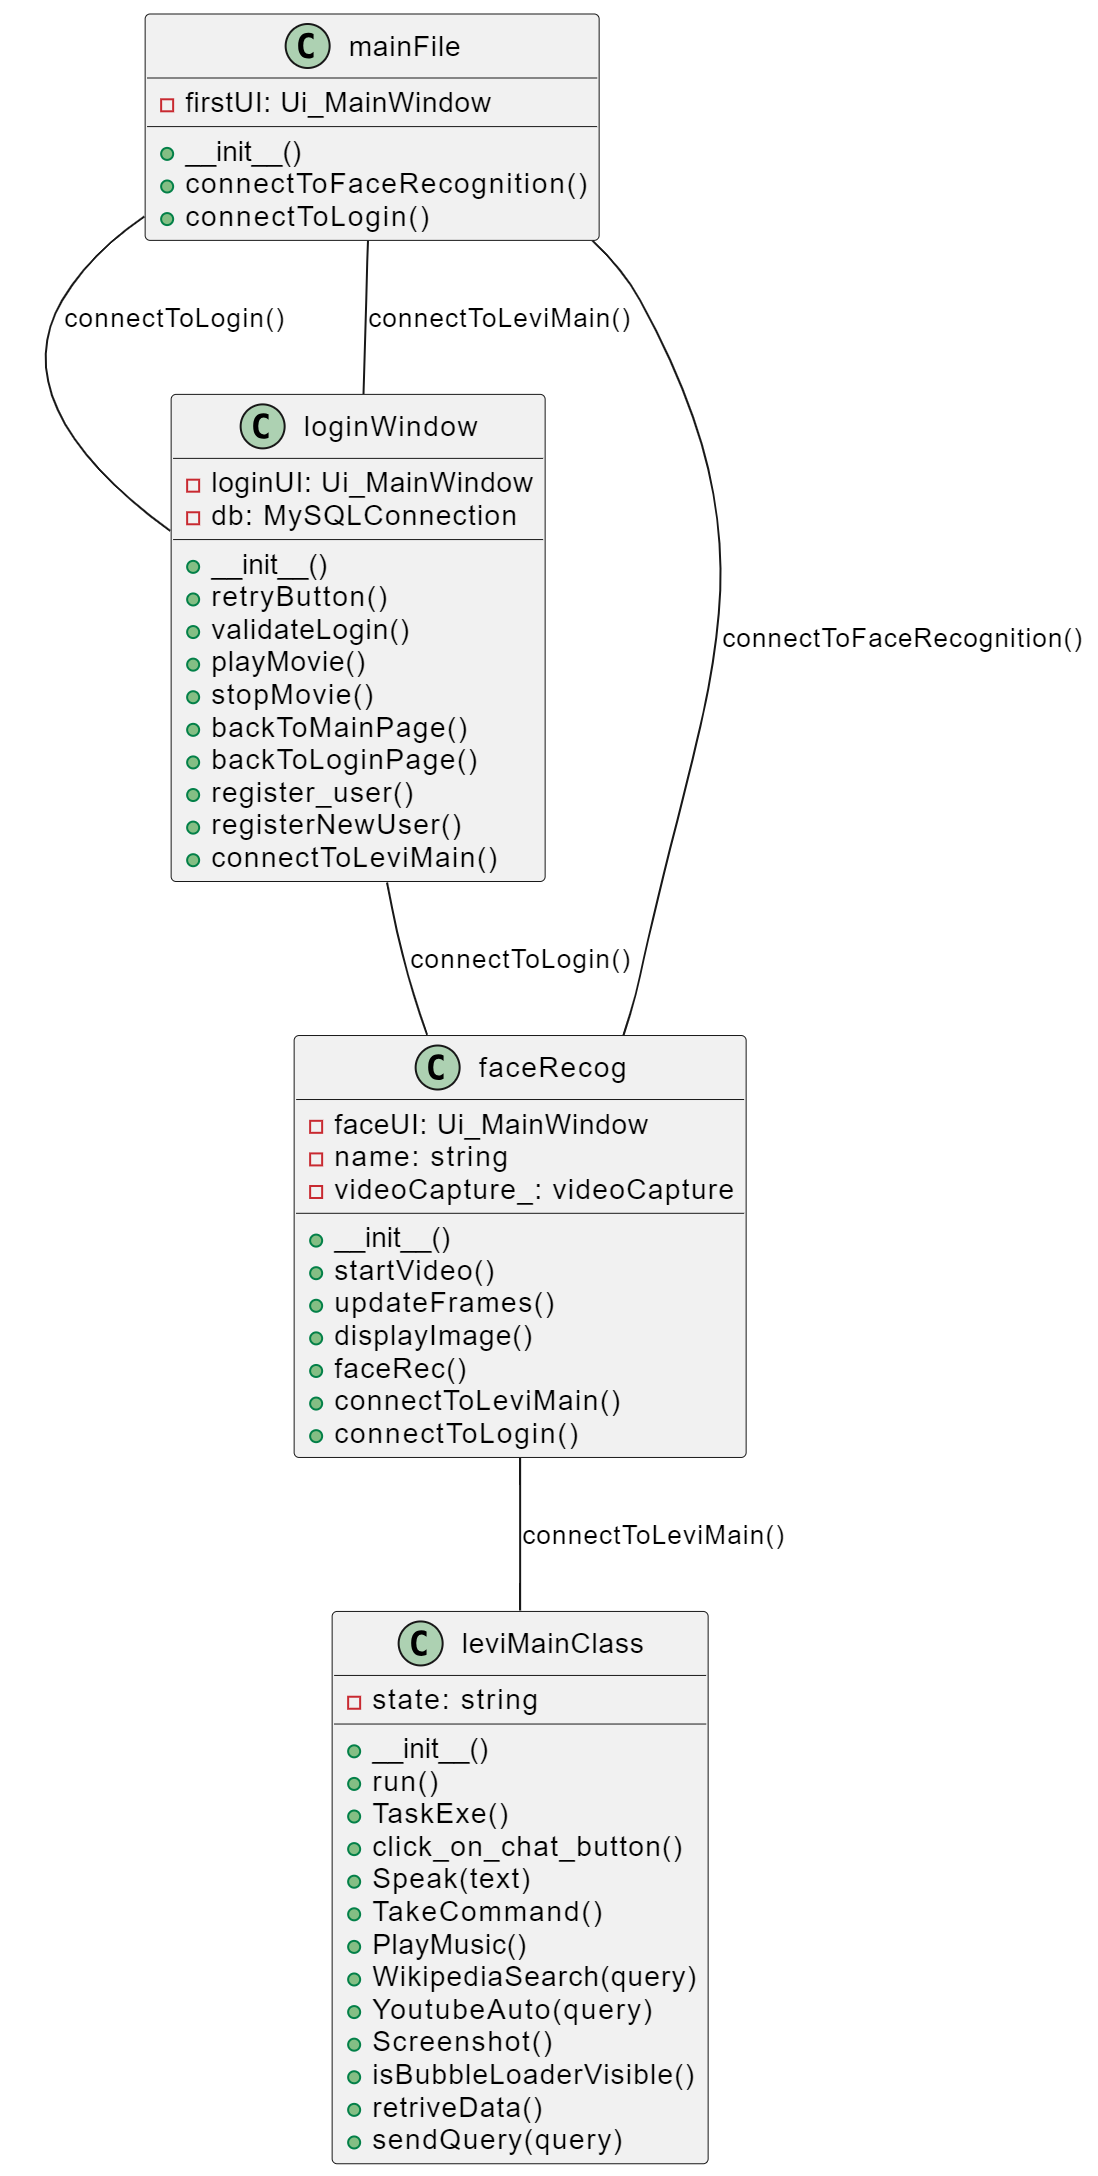 C mainFile
firstUI: Ui_MainWindow
__init__()
connectToFaceRecognition()
connectToLogin()
connectToLogin()
connectToLeviMain()
C loginWindow
loginUI: Ui_MainWindow
db: MySQLConnection
__init__()
retryButton()
validateLogin()
playMovie()
stopMovie()
backToMainPage()
backToLoginPage()
register_user()
registerNewUser()
connectToLeviMain()
connectToFaceRecognition()
connectToLogin()
C faceRecog
faceUI: Ui_MainWindow
name: string
videoCapture_: videoCapture
__init__()
startVideo()
updateFrames()
displayImage()
faceRec()
connectToLeviMain()
connectToLogin()
connectToLeviMain()
C leviMainClass
state: string
__init__()
run()
TaskExe()
click_on_chat_button()
Speak(text)
TakeCommand()
PlayMusic()
WikipediaSearch(query)
YoutubeAuto(query)
Screenshot()
isBubbleLoaderVisible()
retriveData()
sendQuery(query)